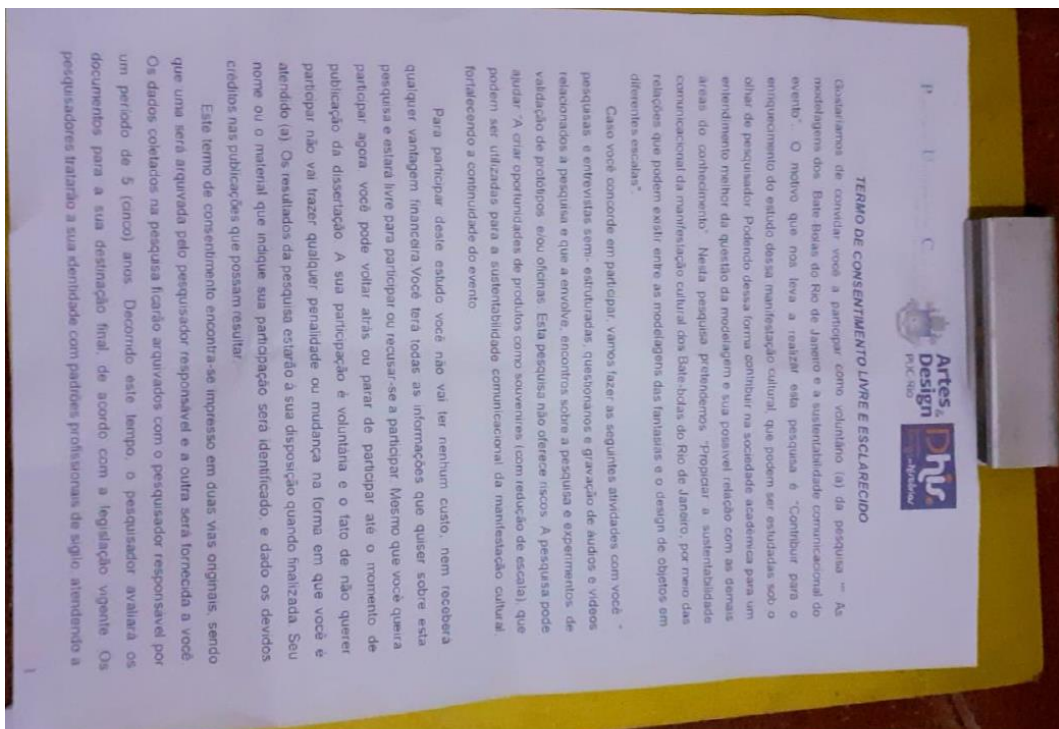 Artes & Design
PUC-Rio
Dhis
TERMO DE CONSENTIMENTO LIVRE E ESCLARECIDO
Gostaríamos de convidar você a participar como voluntário (a) da pesquisa "" As
modelagens dos Bate Bolas do Rio de Janeiro e a sustentabilidade comunicacional do
evento". O motivo que nos leva a realizar esta pesquisa é "Contribuir para o
enriquecimento do estudo dessa manifestação cultural, que podem ser estudadas sob o
olhar de pesquisador. Podendo dessa forma contribuir na sociedade acadêmica para um
entendimento melhor da questão da modelagem e sua possível relação com as demais
áreas do conhecimento" Nesta pesquisa pretendemos "Propiciar a sustentabilidade
comunicacional da manifestação cultural dos Bate-bolas do Rio de Janeiro, por meio das
relações que podem existir entre as modelagens das fantasias e o design de objetos em
diferentes escalas".
Caso você concorde em participar, vamos fazer as seguintes atividades com você "
pesquisas e entrevistas semi- estruturadas, questionários e gravação de áudios e vídeos
relacionados a pesquisa e que a envolve, encontros sobre a pesquisa e experimentos de
validação de protótipos e/ou oficinas. Esta pesquisa não oferece riscos. A pesquisa pode
ajudar "A criar oportunidades de produtos como souvenires (com redução de escala), que
podem ser utilizadas para a sustentabilidade comunicacional da manifestação cultural,
fortalecendo a continuidade do evento
Para participar deste estudo você não vai ter nenhum custo, nem receberá
qualquer vantagem financeira. Você terá todas as informações que quiser sobre esta
pesquisa e estará livre para participar ou recusar-se a participar. Mesmo que você queira
participar agora você pode voltar atrás ou parar de participar até o momento de
publicação da dissertação. A sua participação é voluntária e o fato de não querer
participar não vai trazer qualquer penalidade ou mudança na forma em que você é
atendido (a). Os resultados da pesquisa estarão à sua disposição quando finalizada. Seu
nome ou o material que indique sua participação será identificado, e dado os devidos
créditos nas publicações que possam resultar.
Este termo de consentimento encontra-se impresso em duas vias originais, sendo
que uma será arquivada pelo pesquisador responsável e a outra será fornecida a você.
Os dados coletados na pesquisa ficarão arquivados com o pesquisador responsável por
um período de 5 (cinco) anos. Decorrido este tempo, o pesquisador avaliará os
documentos para a sua destinação final, de acordo com a legislação vigente. Os
pesquisadores tratarão a sua identidade com padrões profissionais de sigilo, atendendo a
1